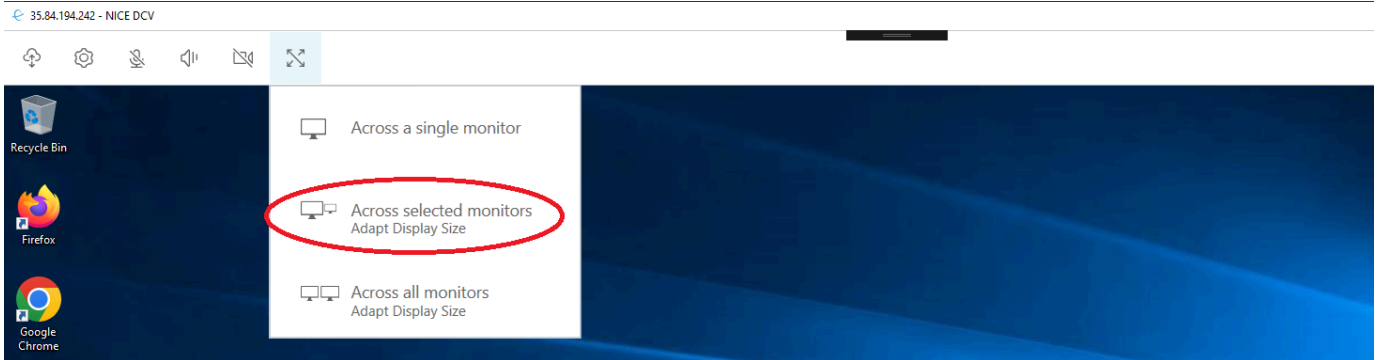 35.84.194.242 - NICE DCV
Across a single monitor
Recycle Bin
Across selected monitors
Adapt Display Size
Firefox
Across all monitors
Adapt Display Size
Google
Chrome